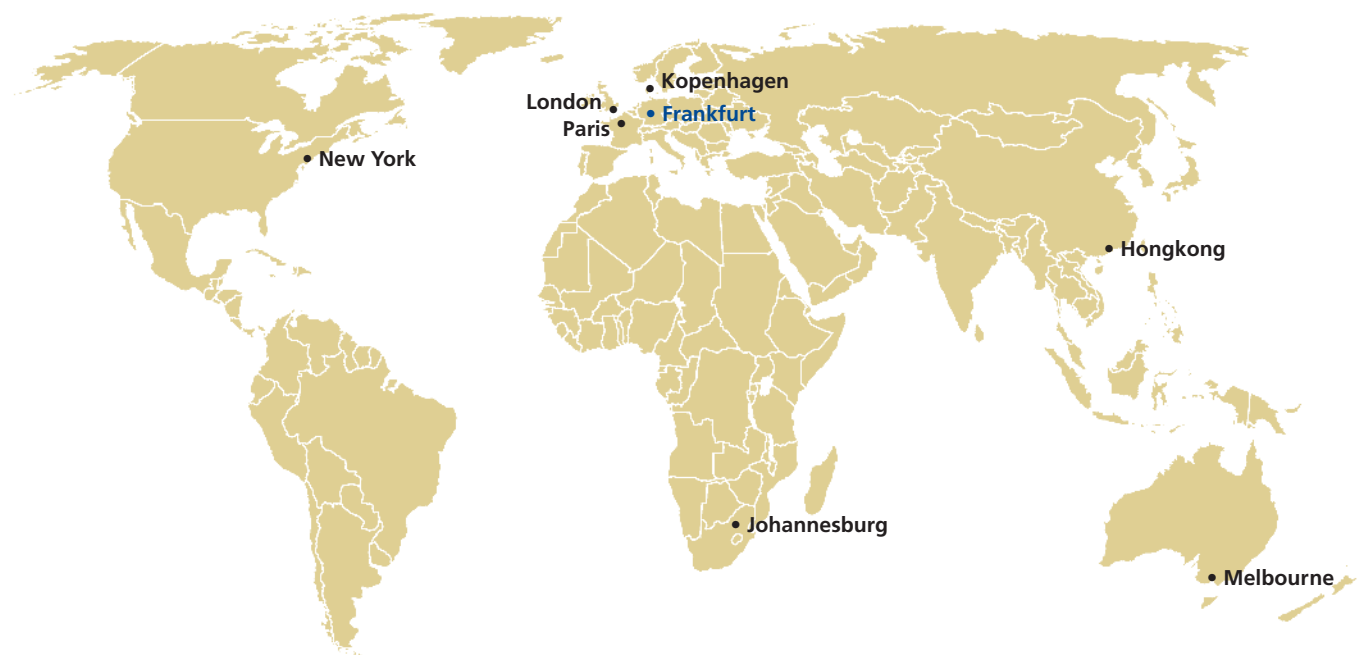 Kopenhagen
London
Frankfurt
Paris
New York
Hongkong
Johannesburg
Melbourne